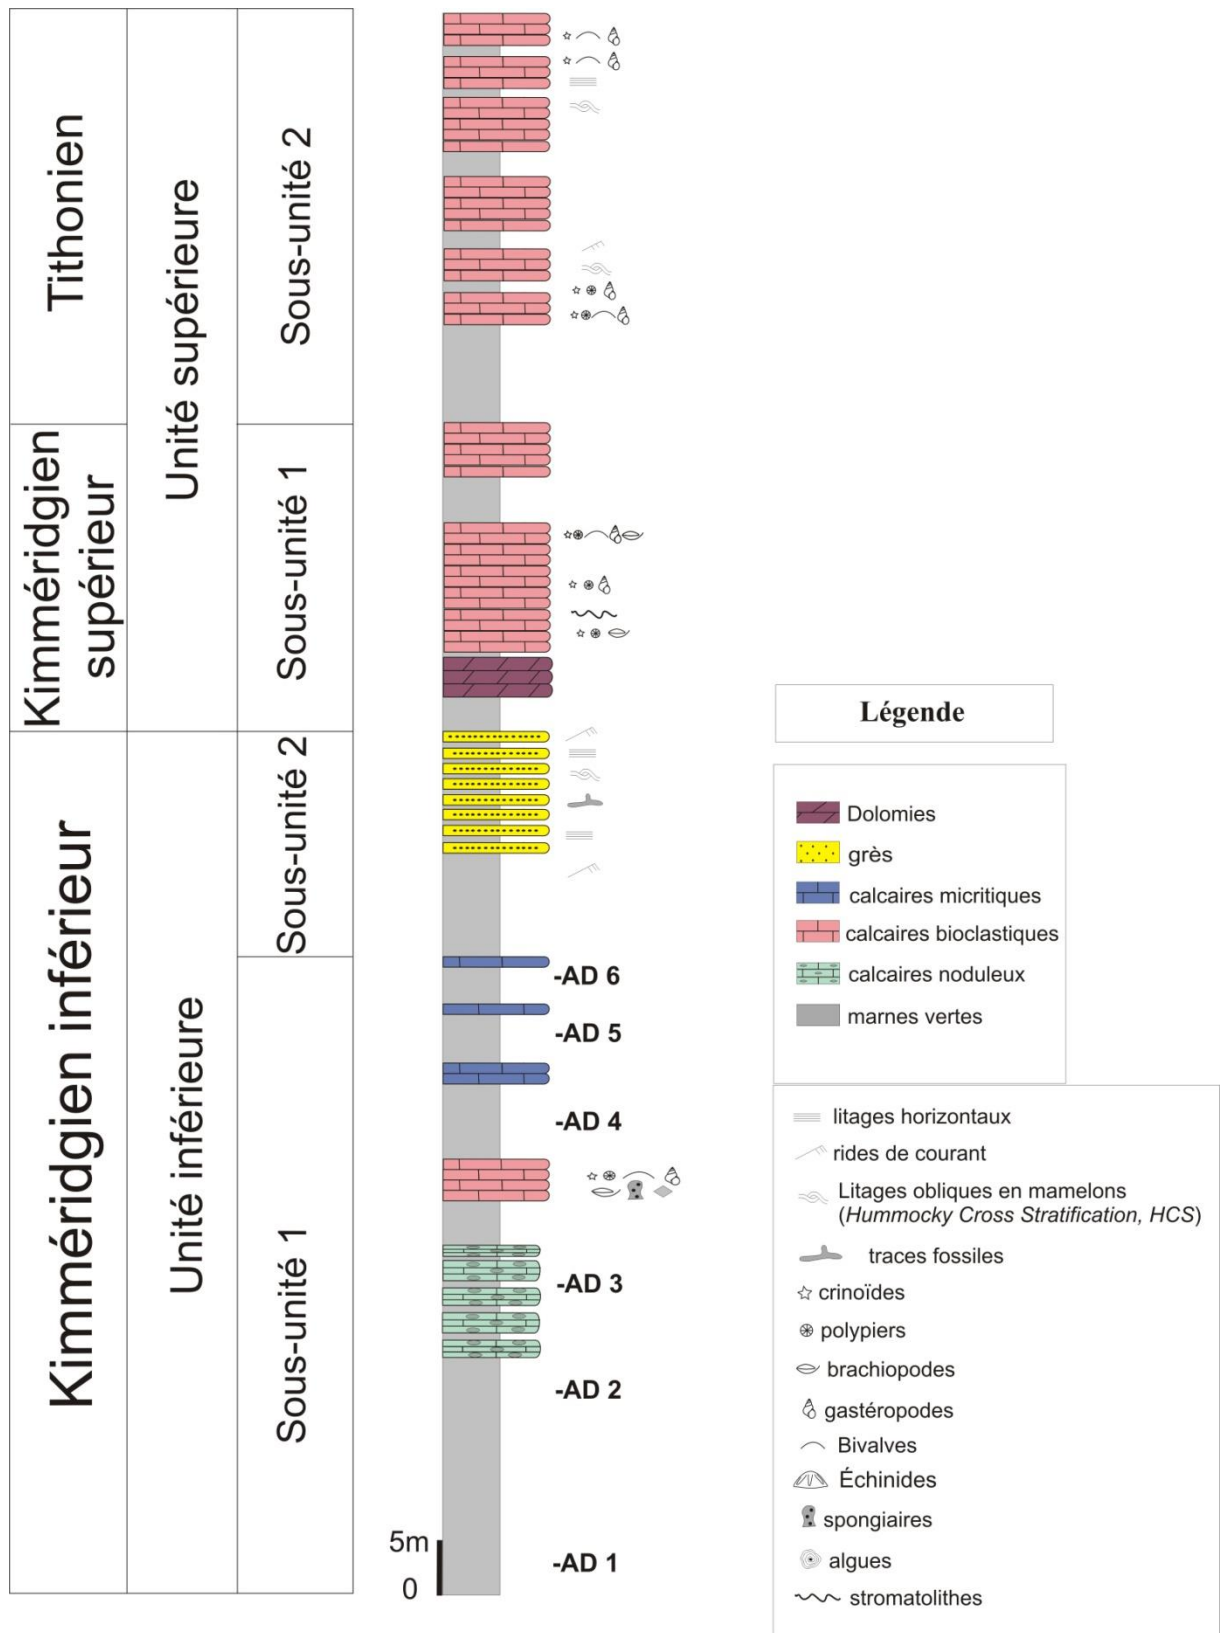 Tithonien
Kimméridgien
supérieur
Kimméridgien inférieur
Unité supérieure
Unité inférieure
Sous-unité 2
Sous-unité 1
Sous-unité 2
Sous-unité 1
-AD 6
-AD 5
-AD 4
-AD 3
-AD 2
-AD 1
5m
0
Légende
Dolomies
grès
calcaires micritiques
calcaires bioclastiques
calcaires noduleux
marnes vertes
litages horizontaux
rides de courant
Litages obliques en mamelons
(Hummocky Cross Stratification, HCS)
traces fossiles
crinoïdes
polypiers
brachiopodes
gastéropodes
Bivalves
Échinides
spongiaires
algues
stromatolithes